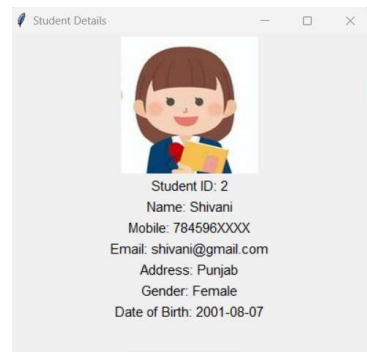 Student Details
Student ID: 2
Name: Shivani
Mobile: 784596XXXX
Email: shivani@gmail.com
Address: Punjab
Gender: Female
Date of Birth: 2001-08-07